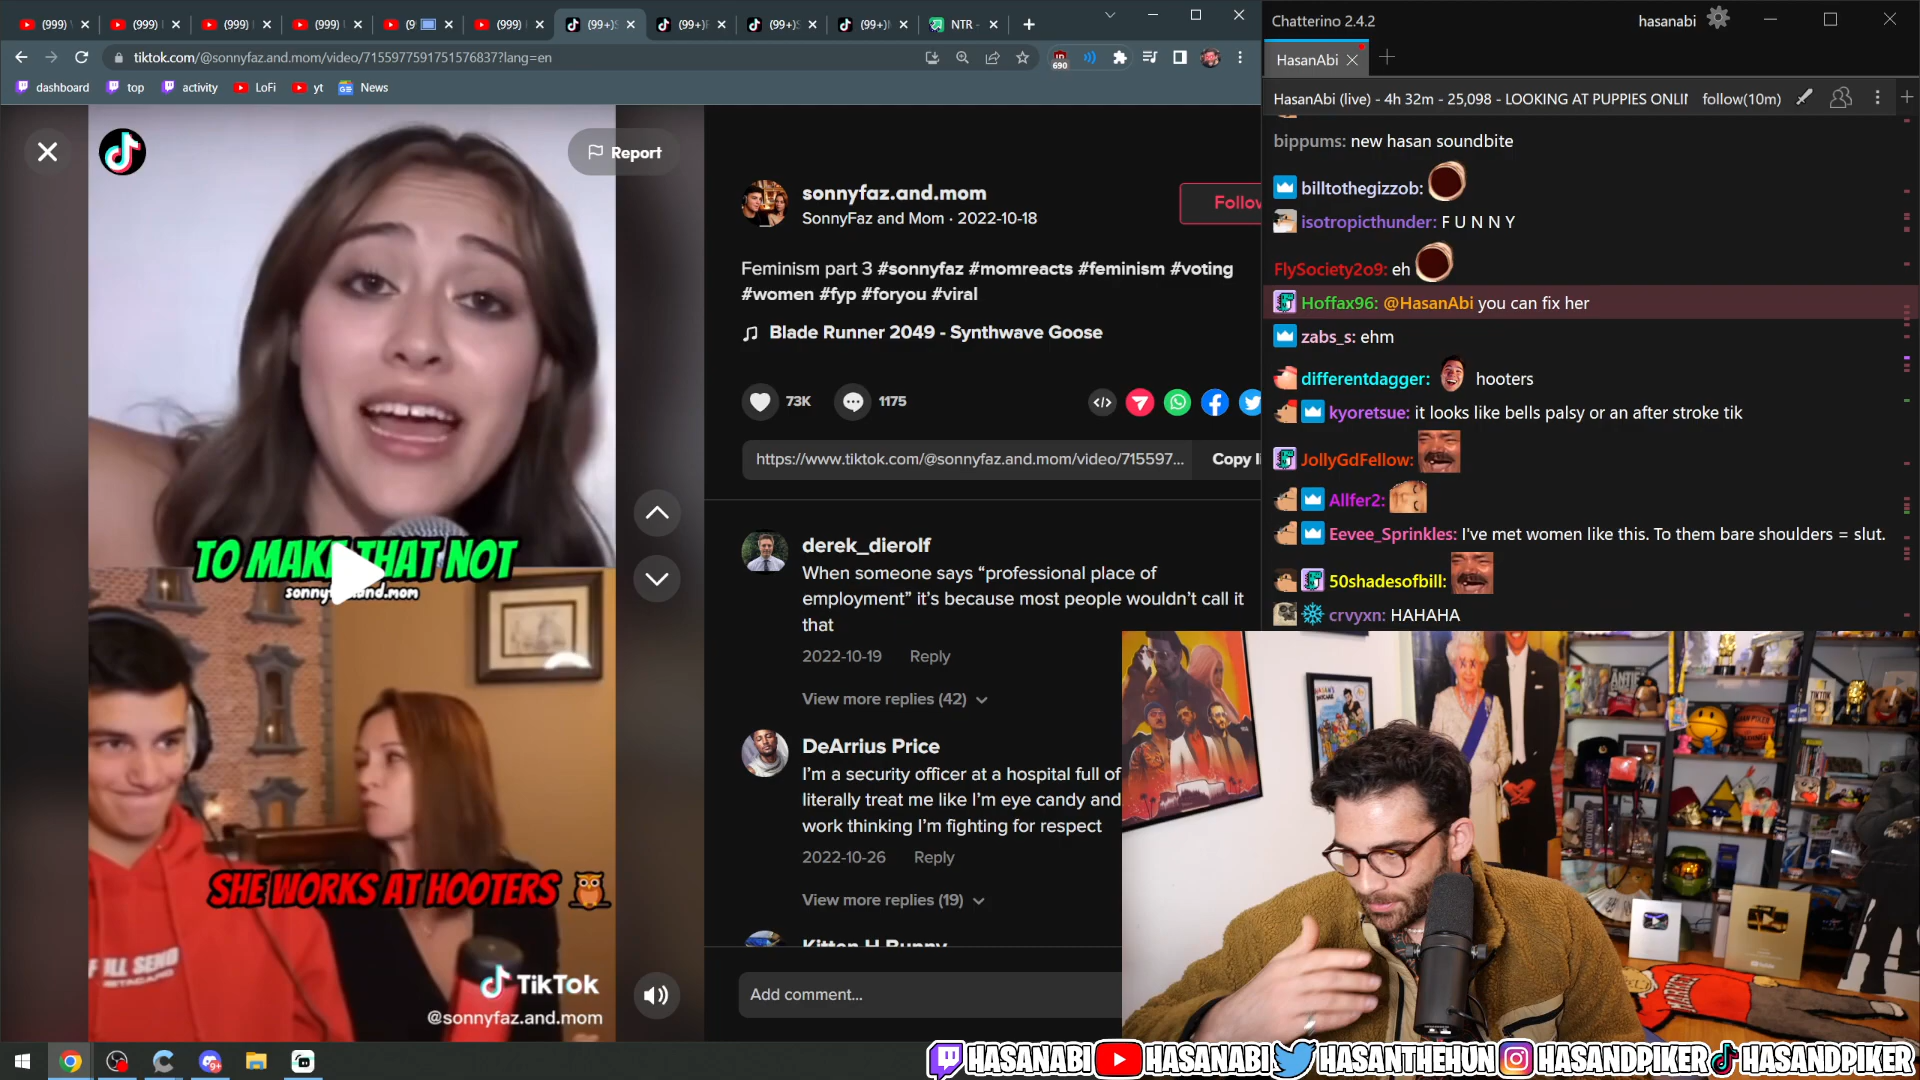 (999)
(999)
(999)
(999)
(9
(999)
(99+)
(99+)
(99+)
(99+)
NTR -
tiktok.com/@sonnyfaz.and.mom/video/7155977591751576837?lang=en
690
dashboard
top
activity
LoFi
yt
News
Report
TO MAKE THAT NOT
SHE WORKS AT HOOTERS
TikTok
@sonnyfaz.and.mom
sonnyfaz.and.mom
SonnyFaz and Mom · 2022-10-18
Follow
Feminism part 3 #sonnyfaz #momreacts #feminism #voting
#women #fyp #foryou #viral
Blade Runner 2049 - Synthwave Goose
73K
1175
https://www.tiktok.com/@sonnyfaz.and.mom/video/715597...
Copy li
derek_dierolf
When someone says “professional place of
employment” it’s because most people wouldn’t call it
that
2022-10-19 Reply
View more replies (42)
DeArrius Price
I’m a security officer at a hospital full of
literally treat me like I’m eye candy and
work thinking I’m fighting for respect
2022-10-26 Reply
View more replies (19)
Kitten H Bunny
Add comment...
Chatterino 2.4.2
hasanabi
HasanAbi
HasanAbi (live) - 4h 32m - 25,098 - LOOKING AT PUPPIES ONLIN
follow(10m)
bippums: new hasan soundbite
billtothegizzob:
isotropicthunder: F U N N Y
FlySociety2o9: eh
Hoffax96: @HasanAbi you can fix her
zabs_s: ehm
differentdagger: hooters
kyoretsue: it looks like bells palsy or an after stroke tik
JollyGdFellow:
Allfer2:
Eevee_Sprinkles: I've met women like this. To them bare shoulders = slut.
50shadesofbill:
crvyxn: HAHAHA
HASANABI HASANABI HASANTHEHUN HASANDPIKER HASANDPIKER